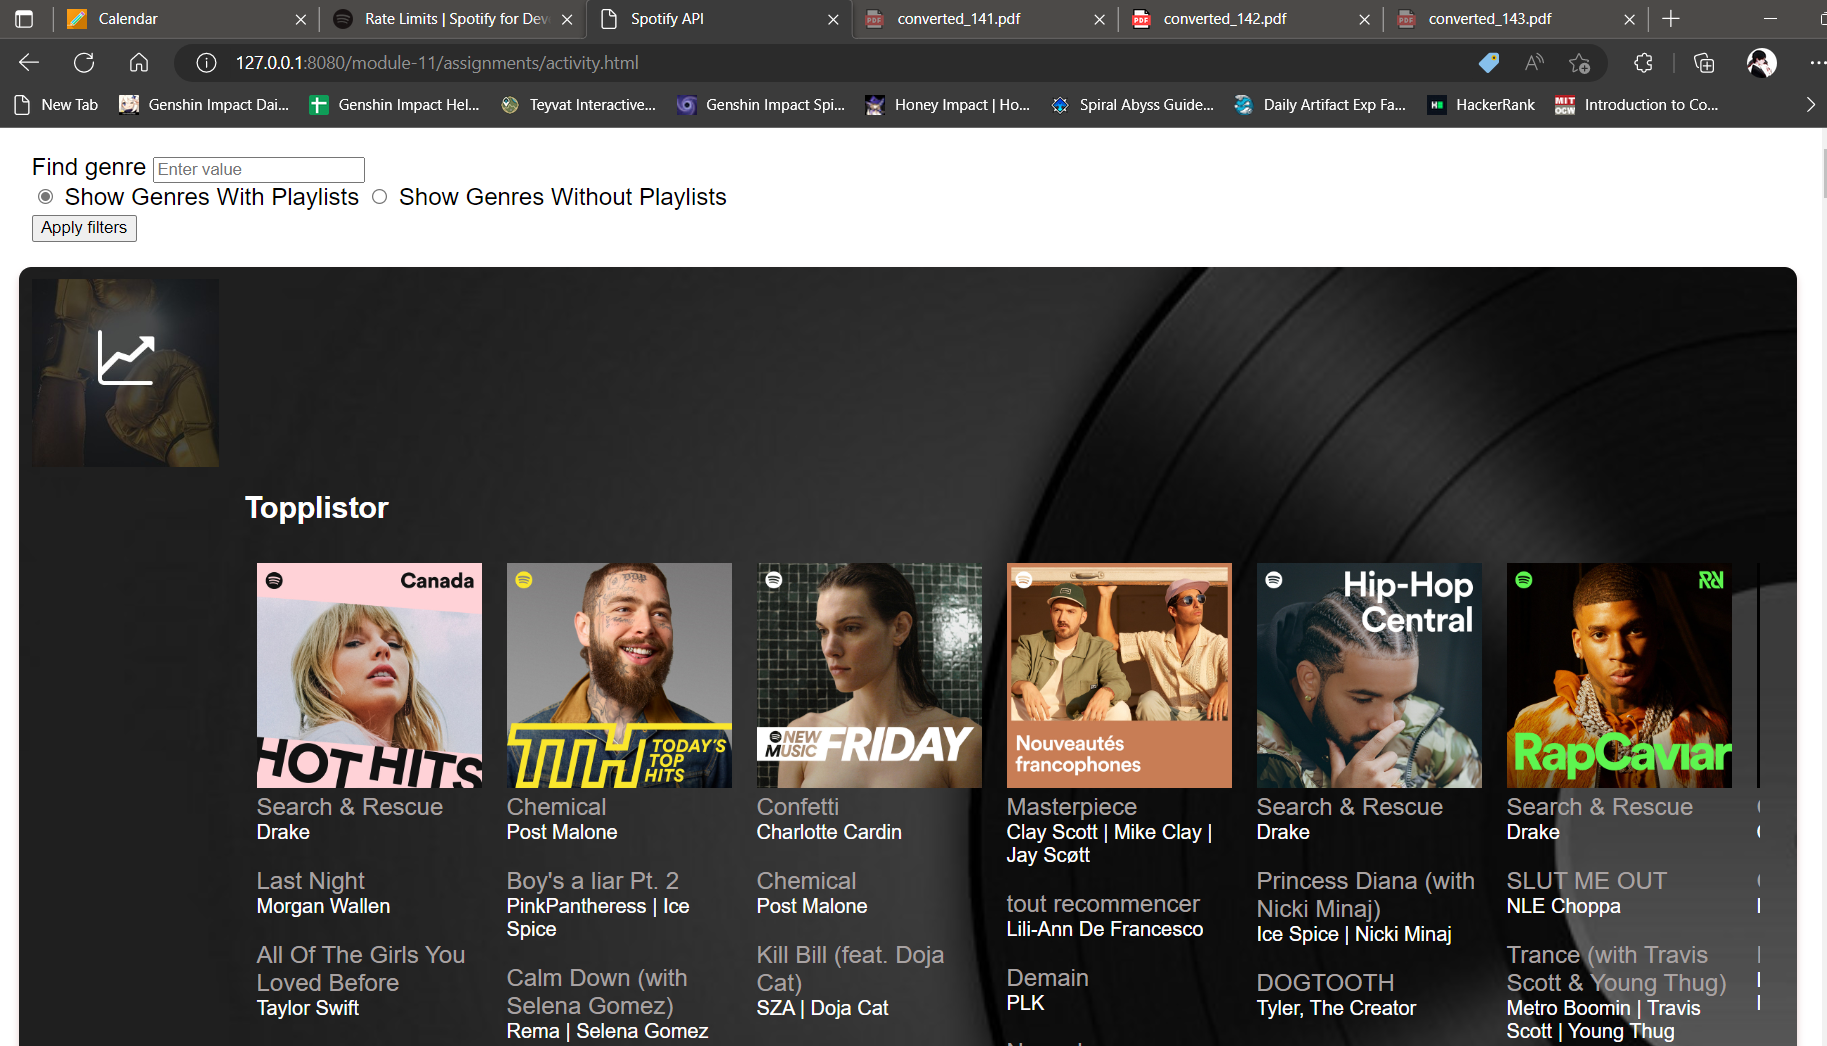 Calendar
Rate Limits | Spotify for Dev
Spotify API
converted_141.pdf
converted_142.pdf
converted_143.pdf
127.0.0.1:8080/module-11/assignments/activity.html
New Tab
Genshin Impact Dai...
Genshin Impact Hel...
Teyvat Interactive...
Genshin Impact Spi...
Honey Impact | Ho...
Spiral Abyss Guide...
Daily Artifact Exp Fa...
HackerRank
MIT
OCW
Introduction to Co...
Find genre Enter value
Show Genres With Playlists Show Genres Without Playlists
Apply filters
Topplistor
Canada
HOT HITS
Search & Rescue
Drake
Last Night
Morgan Wallen
All Of The Girls You
Loved Before
Taylor Swift
TTH TODAY'S
TOP
HITS
Chemical
Post Malone
Boy's a liar Pt. 2
PinkPantheress | Ice
Spice
Calm Down (with
Selena Gomez)
Rema | Selena Gomez
NEW
MUSIC FRIDAY
Confetti
Charlotte Cardin
Chemical
Post Malone
Kill Bill (feat. Doja
Cat)
SZA | Doja Cat
Nouveautés
francophones
Masterpiece
Clay Scott | Mike Clay |
Jay Scøtt
tout recommencer
Lili-Ann De Francesco
Demain
PLK
Hip-Hop
Central
Search & Rescue
Drake
Princess Diana (with
Nicki Minaj)
Ice Spice | Nicki Minaj
DOGTOOTH
Tyler, The Creator
RapCaviar
Search & Rescue
Drake
SLUT ME OUT
NLE Choppa
Trance (with Travis
Scott & Young Thug)
Metro Boomin | Travis
Scott | Young Thug